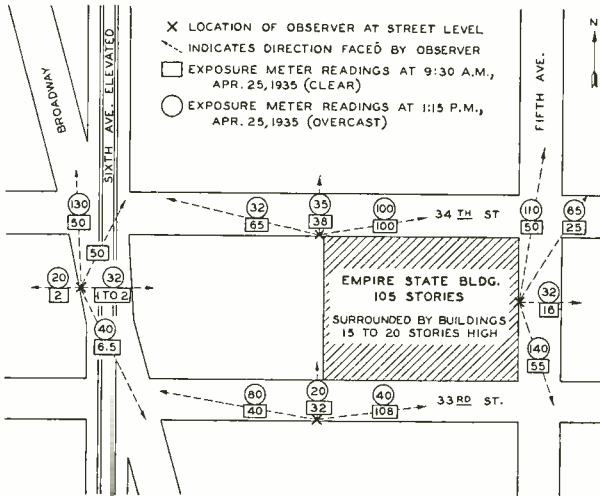 LOCATION OF OBSERVER AT STREET LEVEL
INDICATES DIRECTION FACED BY OBSERVER
EXPOSURE METER READINGS AT 9:30 A.M.,
APR. 25, 1935 (CLEAR)
EXPOSURE METER READINGS AT 1:15 P.M.,
APR. 25, 1935 (OVERCAST)
N
BROADWAY
SIXTH AVE. ELEVATED
FIFTH AVE.
130
50
32
65
35
38
100
100
34TH ST
110
50
65
25
50
20
2
32
1 TO 2
EMPIRE STATE BLDG.
105 STORIES
SURROUNDED BY BUILDINGS
15 TO 20 STORIES HIGH
32
16
40
6.5
140
55
80
40
20
32
40
108
33RD ST.